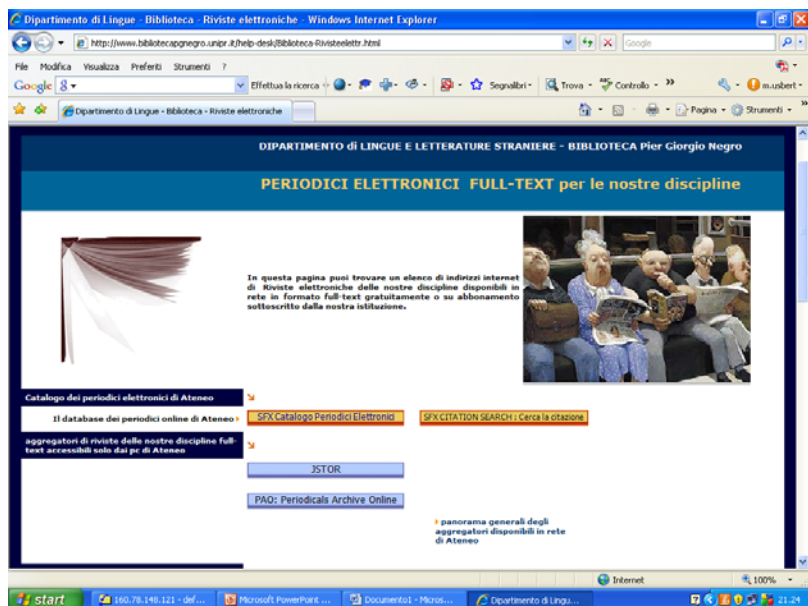 Dipartimento di Lingue - Biblioteca - Riviste elettroniche - Windows Internet Explorer
http://www.bibliotecapgnegro.unipr.it/help-desk/Biblioteca-Rivisteelettr.html
Google
File Modifica Visualizza Preferiti Strumenti ?
Google Effettua la ricerca Segnalibri Trova Controllo m.usbert
Dipartimento di Lingue - Biblioteca - Riviste elettroniche
Pagina Strumenti
DIPARTIMENTO di LINGUE E LETTERATURE STRANIERE - BIBLIOTECA Pier Giorgio Negro
PERIODICI ELETTRONICI FULL-TEXT per le nostre discipline
In questa pagina puoi trovare un elenco di indirizzi internet
di Riviste elettroniche delle nostre discipline disponibili in
rete in formato full-text gratuitamente o su abbonamento
sottoscritto dalla nostra istituzione.
Catalogo dei periodici elettronici di Ateneo
Il database dei periodici online di Ateneo
SFX Catalogo Periodici Elettronici
SFX CITATION SEARCH : Cerca la citazione
aggregatori di riviste delle nostre discipline full-
text accessibili solo dai pc di Ateneo
JSTOR
PAO: Periodicals Archive Online
panorama generali degli
aggregatori disponibili in rete
di Ateneo
Internet 100%
start 160.78.148.121 - def... Microsoft PowerPoint ... Documento1 - Micros... Dipartimento di Lingu... 21.24